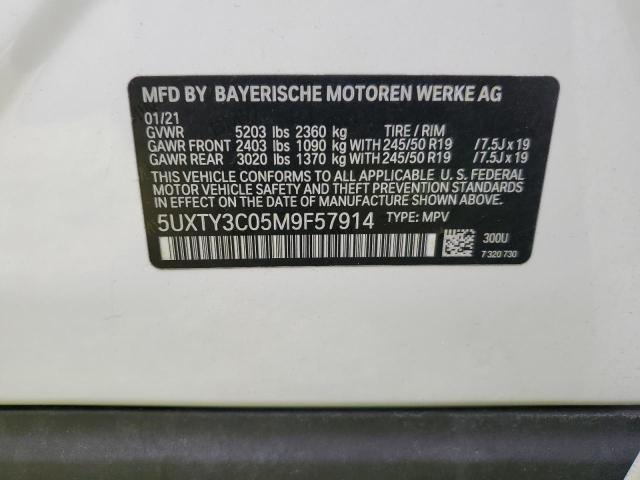 MFD BY BAYERISCHE MOTOREN WERKE AG
01/21
GVWR 5203 lbs 2360 kg TIRE / RIM
GAWR FRONT 2403 lbs 1090 kg WITH 245/50 R19 /7.5J x 19
GAWR REAR 3020 lbs 1370 kg WITH 245/50 R19 /7.5J x 19
THIS VEHICLE CONFORMS TO ALL APPLICABLE U. S. FEDERAL
MOTOR VEHICLE SAFETY AND THEFT PREVENTION STANDARDS
IN EFFECT ON THE DATE OF MANUFACTURE SHOWN ABOVE.
5UXTY3C05M9F57914 TYPE: MPV
300U
7 320 730